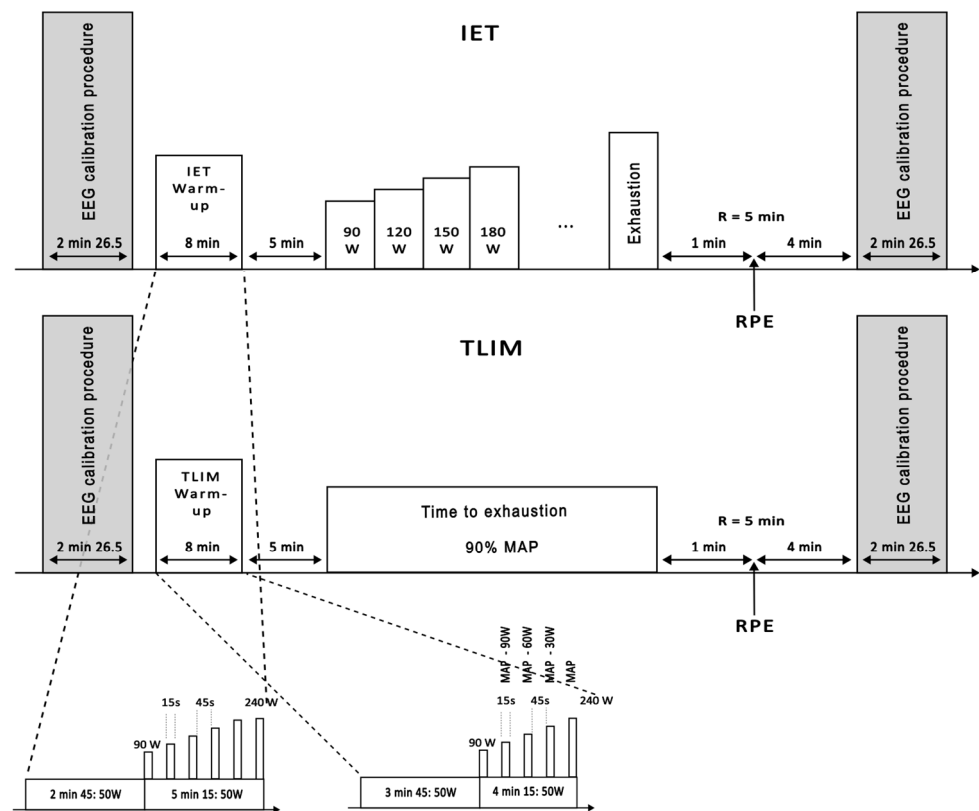 IET
EEG calibration procedure
2 min 26.5
IET
Warm-
up
8 min
5 min
90
W
120
W
150
W
180
W
...
Exhaustion
R = 5 min
1 min
4 min
EEG calibration procedure
2 min 26.5
RPE
TLIM
EEG calibration procedure
2 min 26.5
TLIM
Warm-
up
8 min
5 min
Time to exhaustion
90% MAP
R = 5 min
1 min
4 min
EEG calibration procedure
2 min 26.5
RPE
15s
45s
240 W
90 W
2 min 45: 50W
5 min 15: 50W
MAP - 90W
MAP - 60W
MAP - 30W
MAP
15s
45s
240 W
90 W
3 min 45: 50W
4 min 15: 50W